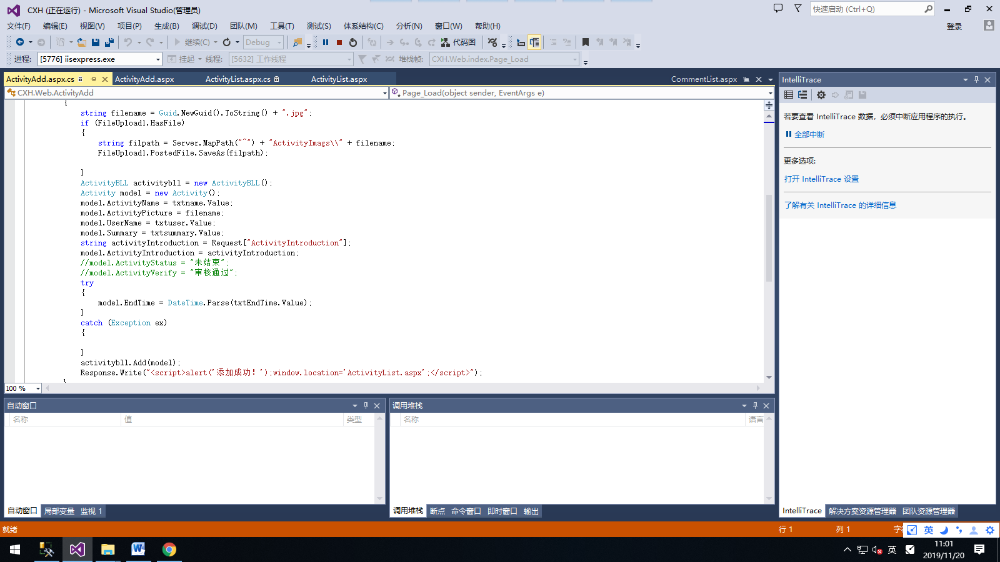 CXH (正在运行) - Microsoft Visual Studio(管理员)
快速启动 (Ctrl+Q)
文件(F) 编辑(E) 视图(V) 项目(P) 生成(B) 调试(D) 团队(M) 工具(T) 测试(S) 体系结构(C) 分析(N) 窗口(W) 帮助(H)
登录
继续(C) Debug 代码图
进程: [5776] iisexpress.exe 挂起 线程: [5632] 工作线程 堆栈帧: CXH.Web.index.Page_Load
ActivityAdd.aspx.cs ActivityAdd.aspx ActivityList.aspx.cs ActivityList.aspx CommentList.aspx
CXH.Web.ActivityAdd Page_Load(object sender, EventArgs e)
{
string filename = Guid.NewGuid().ToString() + ".jpg";
if (FileUpload1.HasFile)
{
string filpath = Server.MapPath("~") + "ActivityImags\\" + filename;
FileUpload1.PostedFile.SaveAs(filpath);
}
ActivityBLL activitybll = new ActivityBLL();
Activity model = new Activity();
model.ActivityName = txtname.Value;
model.ActivityPicture = filename;
model.UserName = txtuser.Value;
model.Summary = txtsummary.Value;
string activityIntroduction = Request["ActivityIntroduction"];
model.ActivityIntroduction = activityIntroduction;
//model.ActivityStatus = "未结束";
//model.ActivityVerify = "审核通过";
try
{
model.EndTime = DateTime.Parse(txtEndTime.Value);
}
catch (Exception ex)
{
}
activitybll.Add(model);
Response.Write("<script>alert('添加成功！');window.location='ActivityList.aspx';</script>");
100 %
IntelliTrace
若要查看 IntelliTrace 数据，必须中断应用程序的执行。
全部中断
更多选项:
打开 IntelliTrace 设置
了解有关 IntelliTrace 的详细信息
自动窗口
名称 值 类型
调用堆栈
名称 语言
自动窗口 局部变量 监视 1
调用堆栈 断点 命令窗口 即时窗口 输出
IntelliTrace 解决方案资源管理器 团队资源管理器
就绪
行 1 列 1
英
英
11:01
2019/11/20